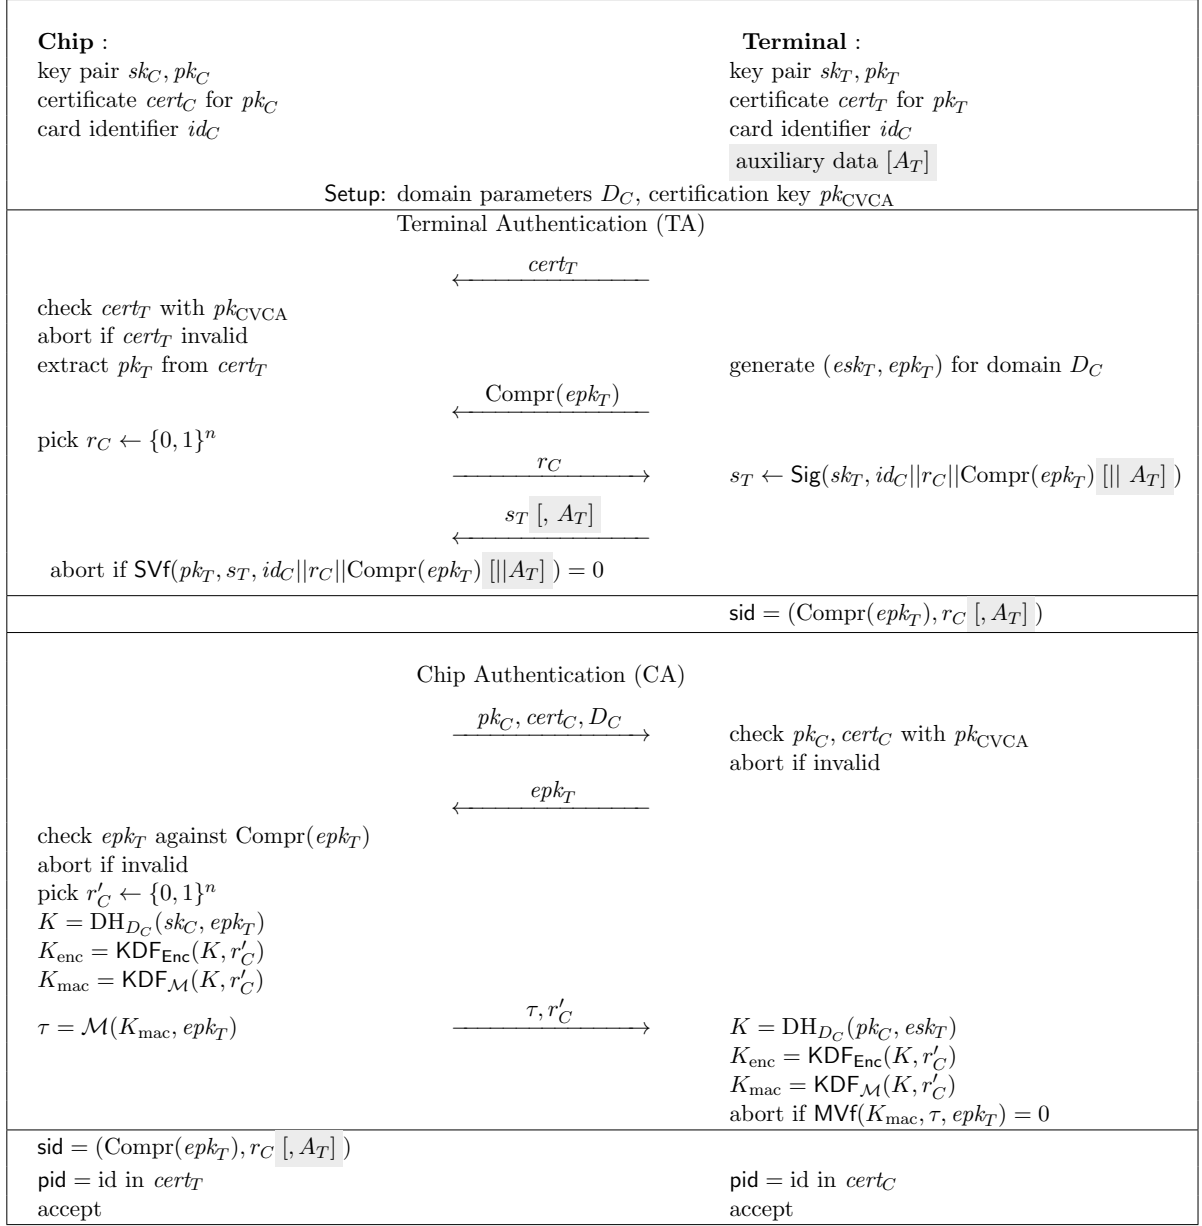 Chip :
Terminal :
key pair sk_C, pk_C
key pair sk_T, pk_T
certificate cert_C for pk_C
certificate cert_T for pk_T
card identifier id_C
card identifier id_C
auxiliary data [A_T]
Setup: domain parameters D_C, certification key pk_CVCA
Terminal Authentication (TA)
cert_T
check cert_T with pk_CVCA
abort if cert_T invalid
extract pk_T from cert_T
generate (esk_T, epk_T) for domain D_C
Compr(epk_T)
pick r_C ← {0, 1}^n
r_C
s_T ← Sig(sk_T, id_C||r_C||Compr(epk_T) [|| A_T] )
s_T [, A_T]
abort if SVf(pk_T, s_T, id_C||r_C||Compr(epk_T) [||A_T] ) = 0
sid = (Compr(epk_T), r_C [, A_T] )
Chip Authentication (CA)
pk_C, cert_C, D_C
check pk_C, cert_C with pk_CVCA
abort if invalid
epk_T
check epk_T against Compr(epk_T)
abort if invalid
pick r′_C ← {0, 1}^n
K = DH_{D_C}(sk_C, epk_T)
K_enc = KDF_Enc(K, r′_C)
K_mac = KDF_ℳ(K, r′_C)
τ = ℳ(K_mac, epk_T)
τ, r′_C
K = DH_{D_C}(pk_C, esk_T)
K_enc = KDF_Enc(K, r′_C)
K_mac = KDF_ℳ(K, r′_C)
abort if MVf(K_mac, τ, epk_T) = 0
sid = (Compr(epk_T), r_C [, A_T] )
pid = id in cert_T
pid = id in cert_C
accept
accept